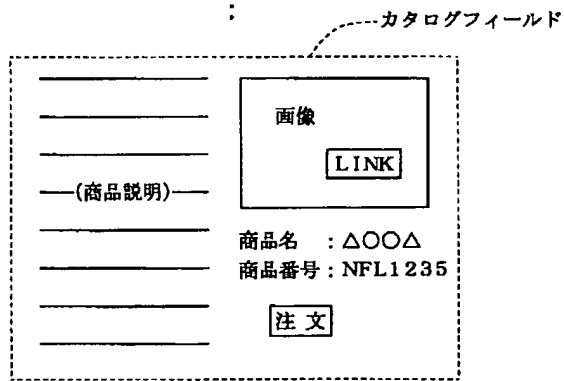 カタログフィールド
画像
LINK
(商品説明)
商品名 :△○○△
商品番号:NFL1235
注文